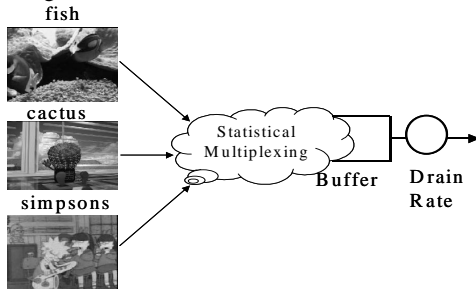 fish
cactus
simpsons
Statistical
Multiplexing
Buffer
Drain
Rate